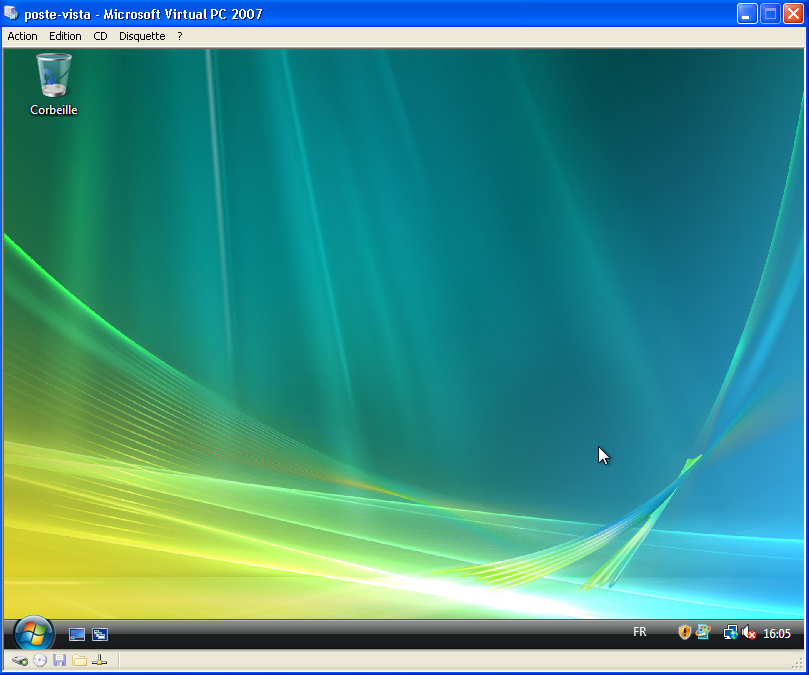 poste-vista - Microsoft Virtual PC 2007
Action Edition CD Disquette ?
Corbeille
FR 16:05